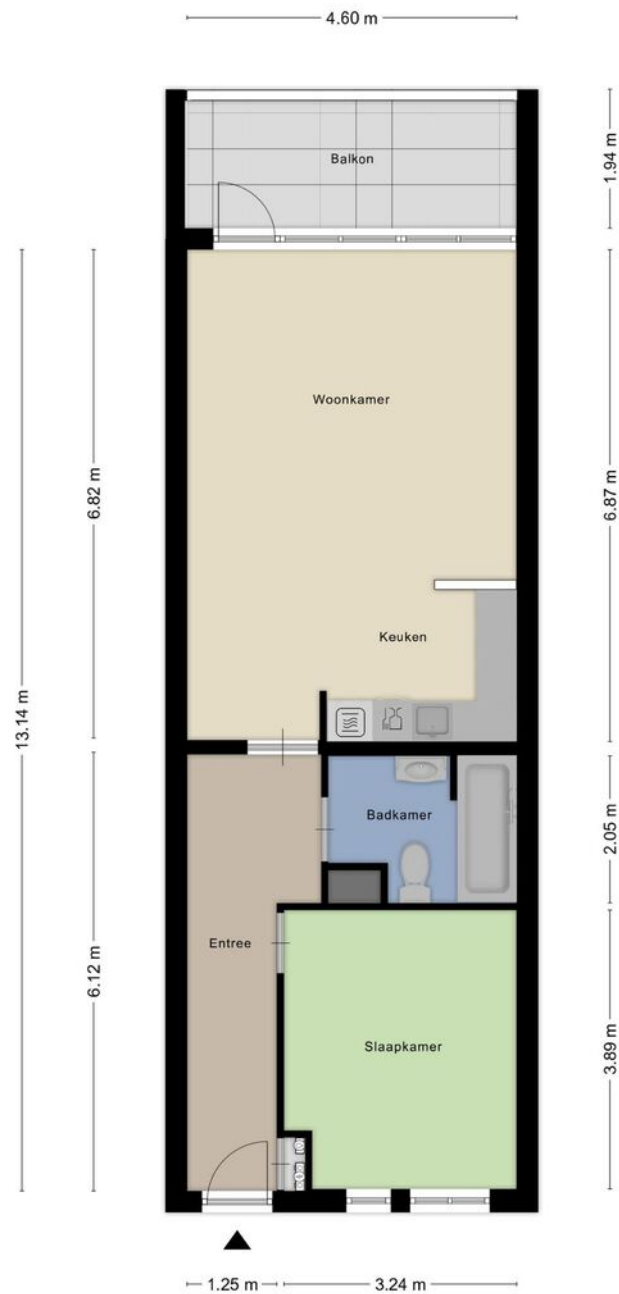 4.60 m
1.94 m
Balkon
Woonkamer
6.82 m
6.87 m
Keuken
13.14 m
Badkamer
2.05 m
Entree
6.12 m
Slaapkamer
3.89 m
1.25 m
3.24 m